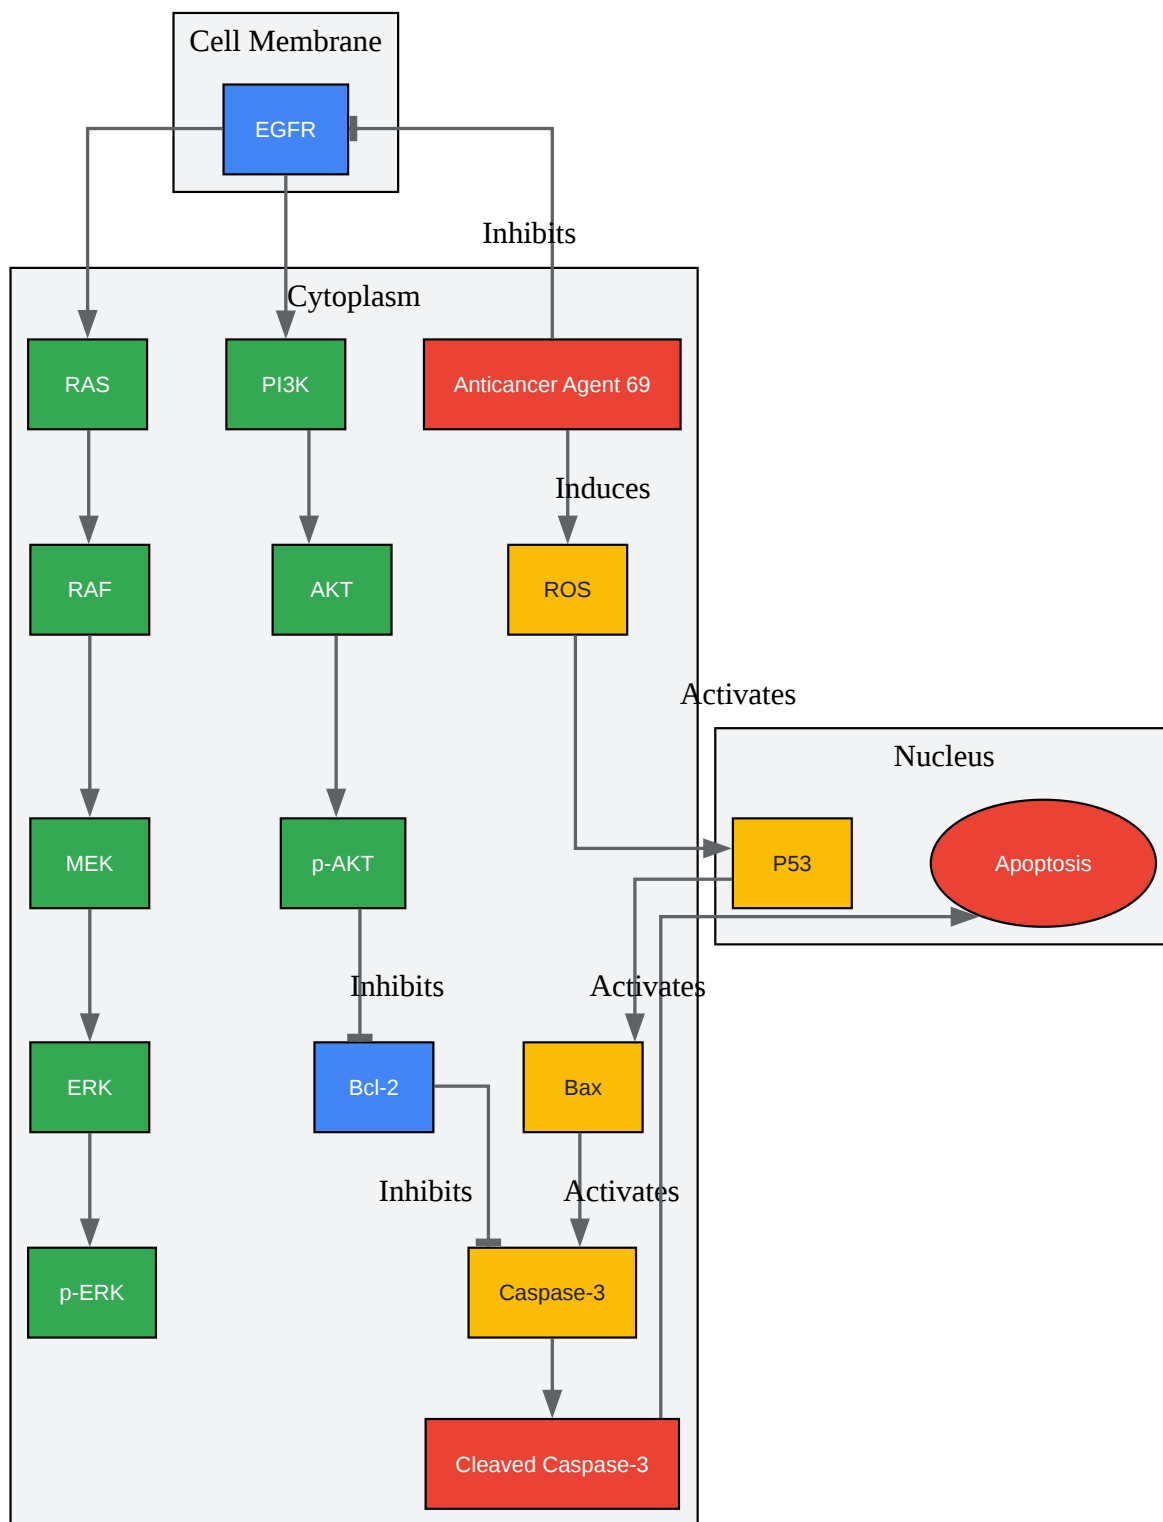 Cell Membrane
EGFR
Inhibits
Cytoplasm
RAS
PI3K
Anticancer Agent 69
Induces
RAF
AKT
ROS
Activates
Nucleus
MEK
p-AKT
P53
Apoptosis
Inhibits
Activates
ERK
Bcl-2
Bax
Inhibits
Activates
p-ERK
Caspase-3
Cleaved Caspase-3